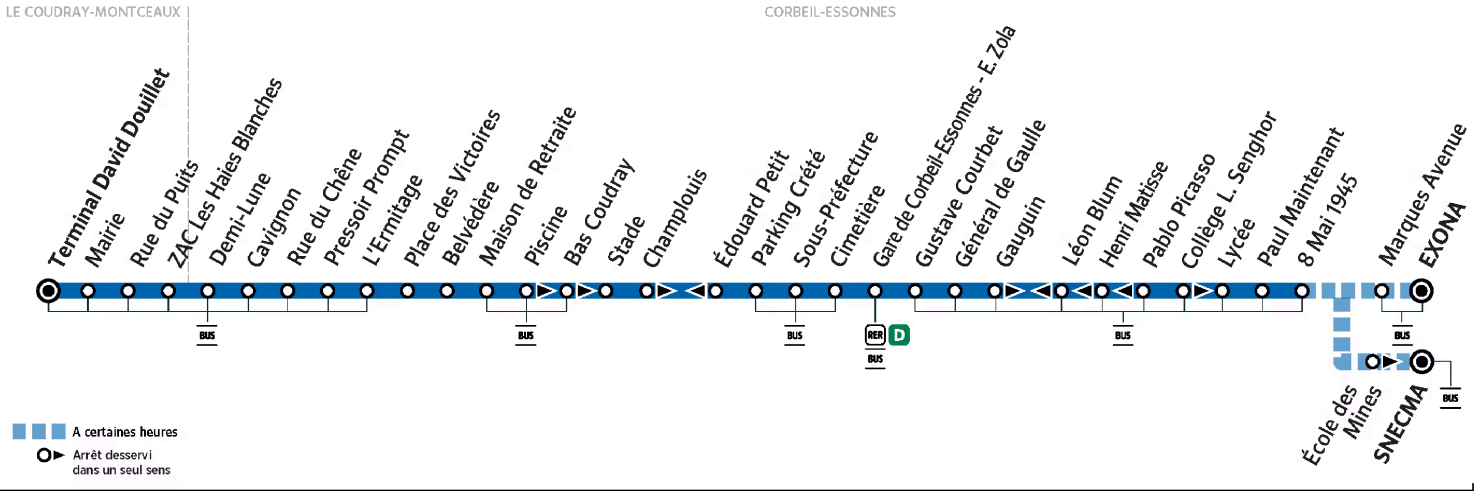 LE COUDRAY-MONTCEAUX
CORBEIL-ESSONNES
Terminal David Douillet
Mairie
Rue du Puits
ZAC Les Haies Blanches
Demi-Lune
Cavignon
Rue du Chêne
Pressoir Prompt
L'Ermitage
Place des Victoires
Belvédère
Maison de Retraite
Piscine
Bas Coudray
Stade
Champlouis
Édouard Petit
Parking Crété
Sous-Préfecture
Cimetière
Gare de Corbeil-Essonnes - E. Zola
Gustave Courbet
Général de Gaulle
Gauguin
Léon Blum
Henri Matisse
Pablo Picasso
Collège L. Senghor
Lycée
Paul Maintenant
8 Mai 1945
Marques Avenue
EXONA
BUS
BUS
BUS
RER D
BUS
BUS
BUS
École des
Mines
SNECMA
BUS
A certaines heures
Arrêt desservi
dans un seul sens